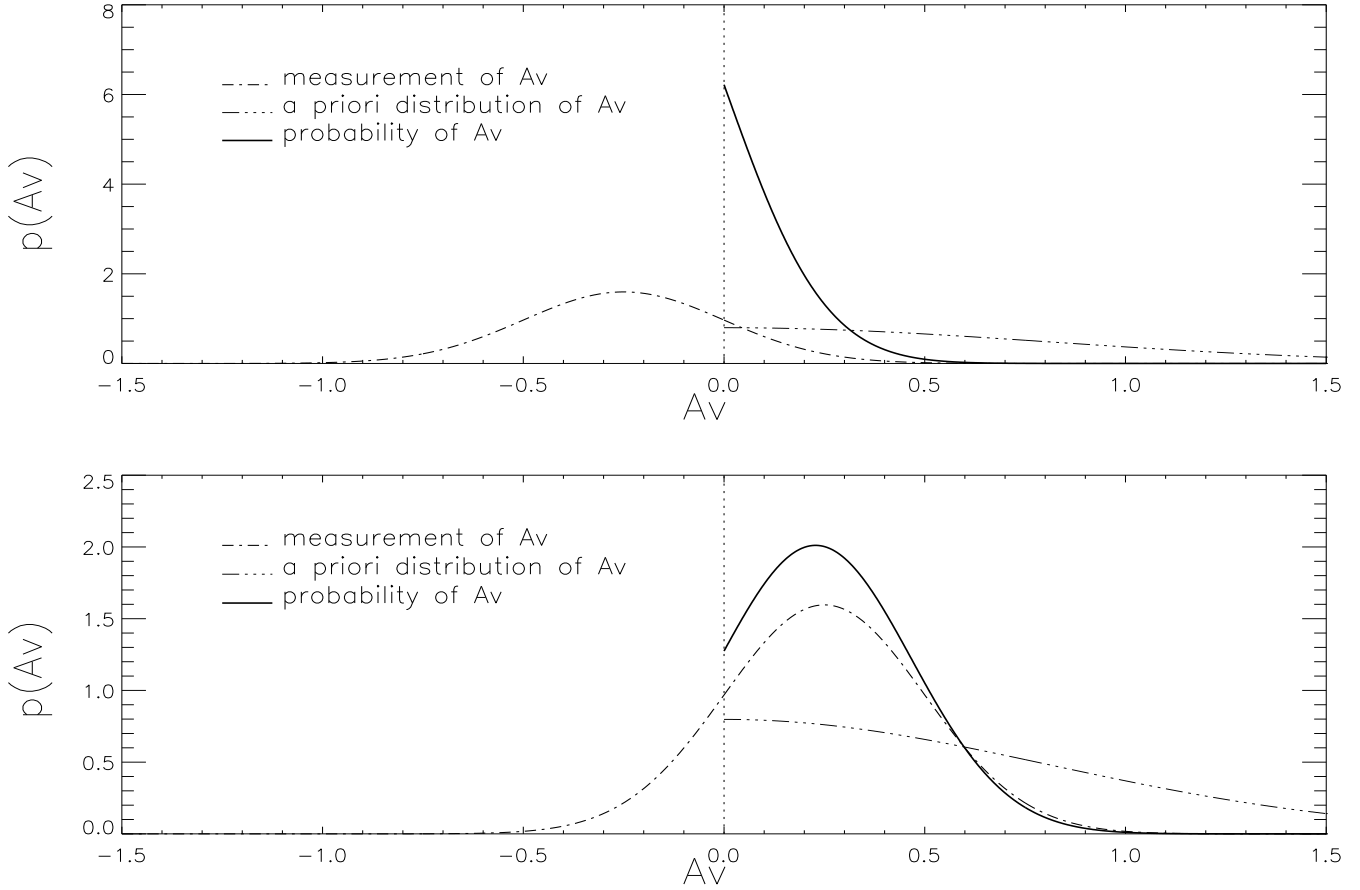 8
6
4
2
0
p(Av)
measurement of Av
a priori distribution of Av
probability of Av
−1.5 −1.0 −0.5 0.0 0.5 1.0 1.5
Av
2.5
2.0
1.5
1.0
0.5
0.0
p(Av)
measurement of Av
a priori distribution of Av
probability of Av
−1.5 −1.0 −0.5 0.0 0.5 1.0 1.5
Av